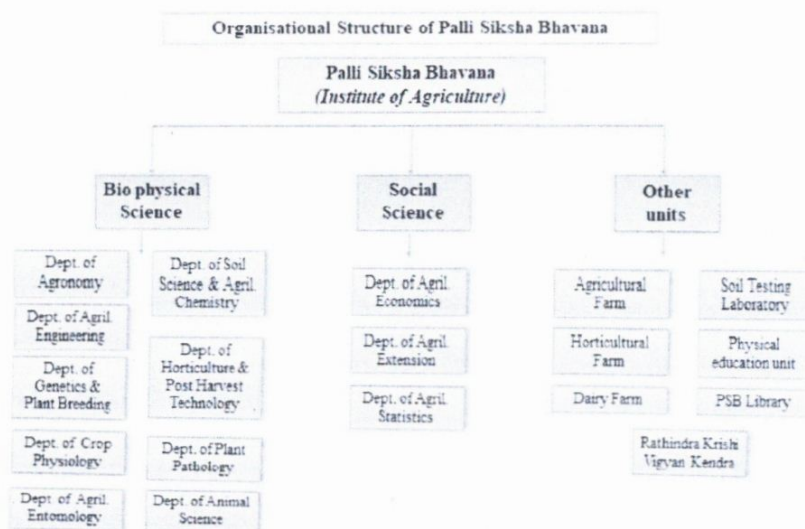 Organisational Structure of Palli Siksha Bhavana
Palli Siksha Bhavana
(Institute of Agriculture)
Bio physical
Science
Dept. of
Agronomy
Dept. of Agril.
Engineering
Dept. of
Genetics &
Plant Breeding
Dept. of Crop
Physiology
Dept. of Agril.
Entomology
Dept. of Soil
Science & Agril.
Chemistry
Dept. of
Horticulture &
Post Harvest
Technology
Dept. of Plant
Pathology
Dept. of Animal
Science
Social
Science
Dept. of Agril.
Economics
Dept. of Agril.
Extension
Dept. of Agril.
Statistics
Other
units
Agricultural
Farm
Horticultural
Farm
Dairy Farm
Soil Testing
Laboratory
Physical
education unit
PSB Library
Rathindra Krishi
Vigyan Kendra